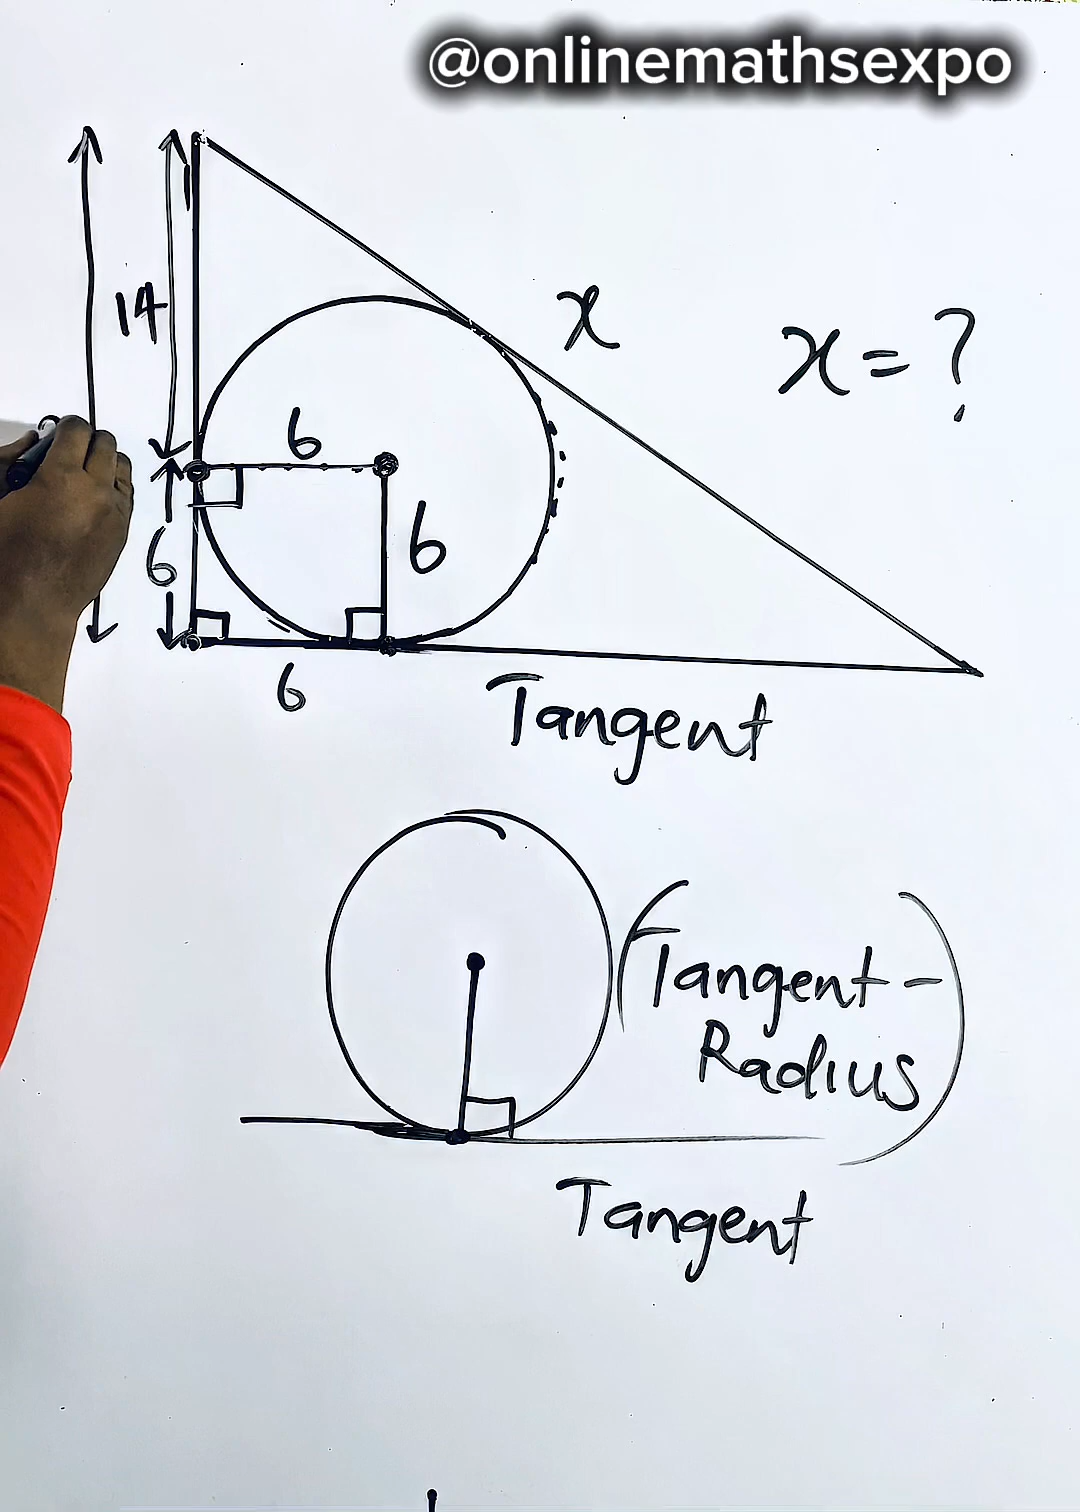 @onlinemathsexpo
14
x
x = ?
6
6
6
6
Tangent
(Tangent-
Radius)
Tangent